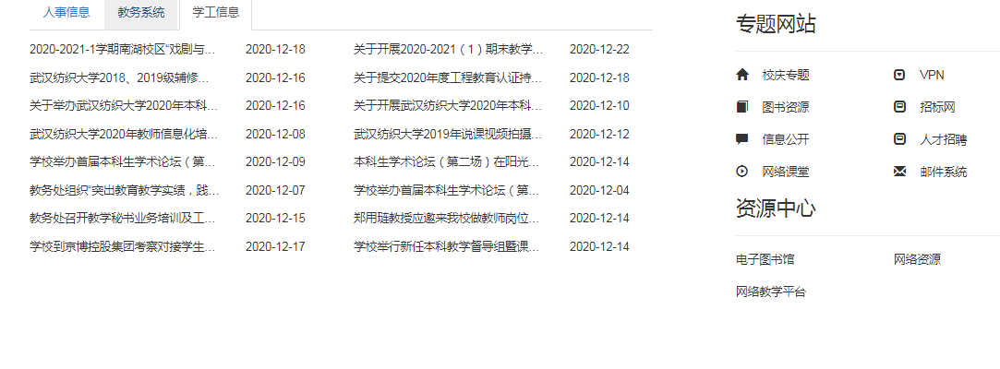 人事信息 教务系统 学工信息
2020-2021-1学期南湖校区“戏剧与... 2020-12-18 关于开展2020-2021（1）期末教学... 2020-12-22
武汉纺织大学2018、2019级辅修... 2020-12-16 关于提交2020年度工程教育认证持... 2020-12-18
关于举办武汉纺织大学2020年本科... 2020-12-16 关于开展武汉纺织大学2020年本科... 2020-12-10
武汉纺织大学2020年教师信息化培... 2020-12-08 武汉纺织大学2019年说课视频拍摄... 2020-12-12
学校举办首届本科生学术论坛（第... 2020-12-09 本科生学术论坛（第二场）在阳光... 2020-12-14
教务处组织“突出教育教学实绩，践... 2020-12-07 学校举办首届本科生学术论坛（第... 2020-12-04
教务处召开教学秘书业务培训及工... 2020-12-15 郑用琏教授应邀来我校做教师岗位... 2020-12-14
学校到京博控股集团考察对接学生... 2020-12-17 学校举行新任本科教学督导组暨课... 2020-12-14
专题网站
校庆专题 VPN
图书资源 招标网
信息公开 人才招聘
网络课堂 邮件系统
资源中心
电子图书馆 网络资源
网络教学平台